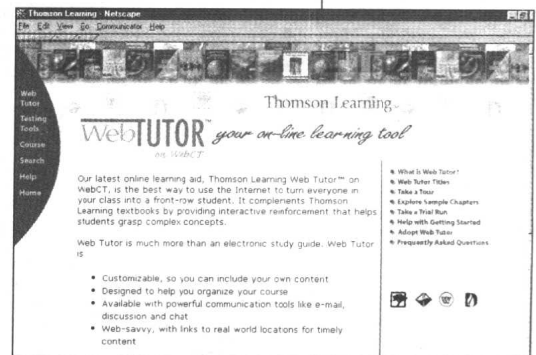 Thomson Learning - Netscape
File Edit View Go Communicator Help
Web
Tutor
Testing
Tools
Course
Search
Help
Home
Thomson Learning
WebTUTOR™ your on-line learning tool
on WebCT
Our latest online learning aid, Thomson Learning Web Tutor™ on
WebCT, is the best way to use the Internet to turn everyone in
your class into a front-row student. It complements Thomson
Learning textbooks by providing interactive reinforcement that helps
students grasp complex concepts.
Web Tutor is much more than an electronic study guide. Web Tutor
is
Customizable, so you can include your own content
Designed to help you organize your course
Available with powerful communication tools like e-mail,
discussion and chat
Web-savvy, with links to real world locatons for timely
content
What Is Web Tutor?
Web Tutor Titles
Take a Tour
Explore Sample Chapters
Take a Trial Run
Help with Getting Started
Adopt Web Tutor
Frequently Asked Questions